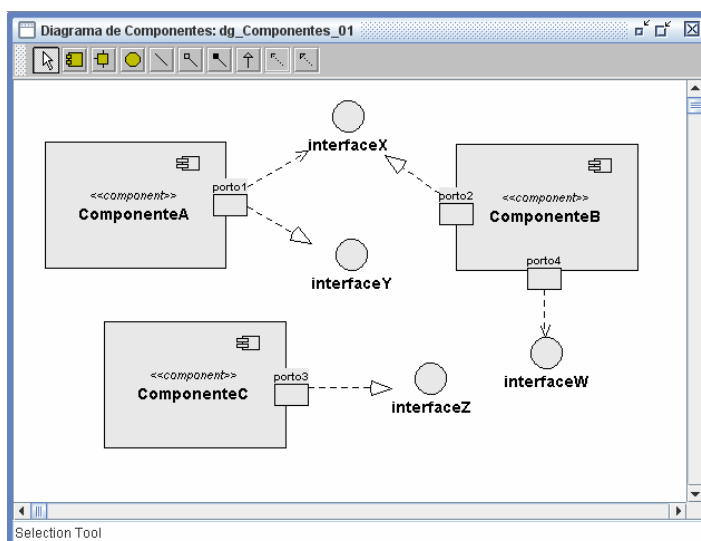 Diagrama de Componentes: dg_Componentes_01
interfaceX
porto1
<<component>>
ComponenteA
porto2
<<component>>
ComponenteB
interfaceY
porto4
<<component>>
ComponenteC
porto3
interfaceZ
interfaceW
Selection Tool